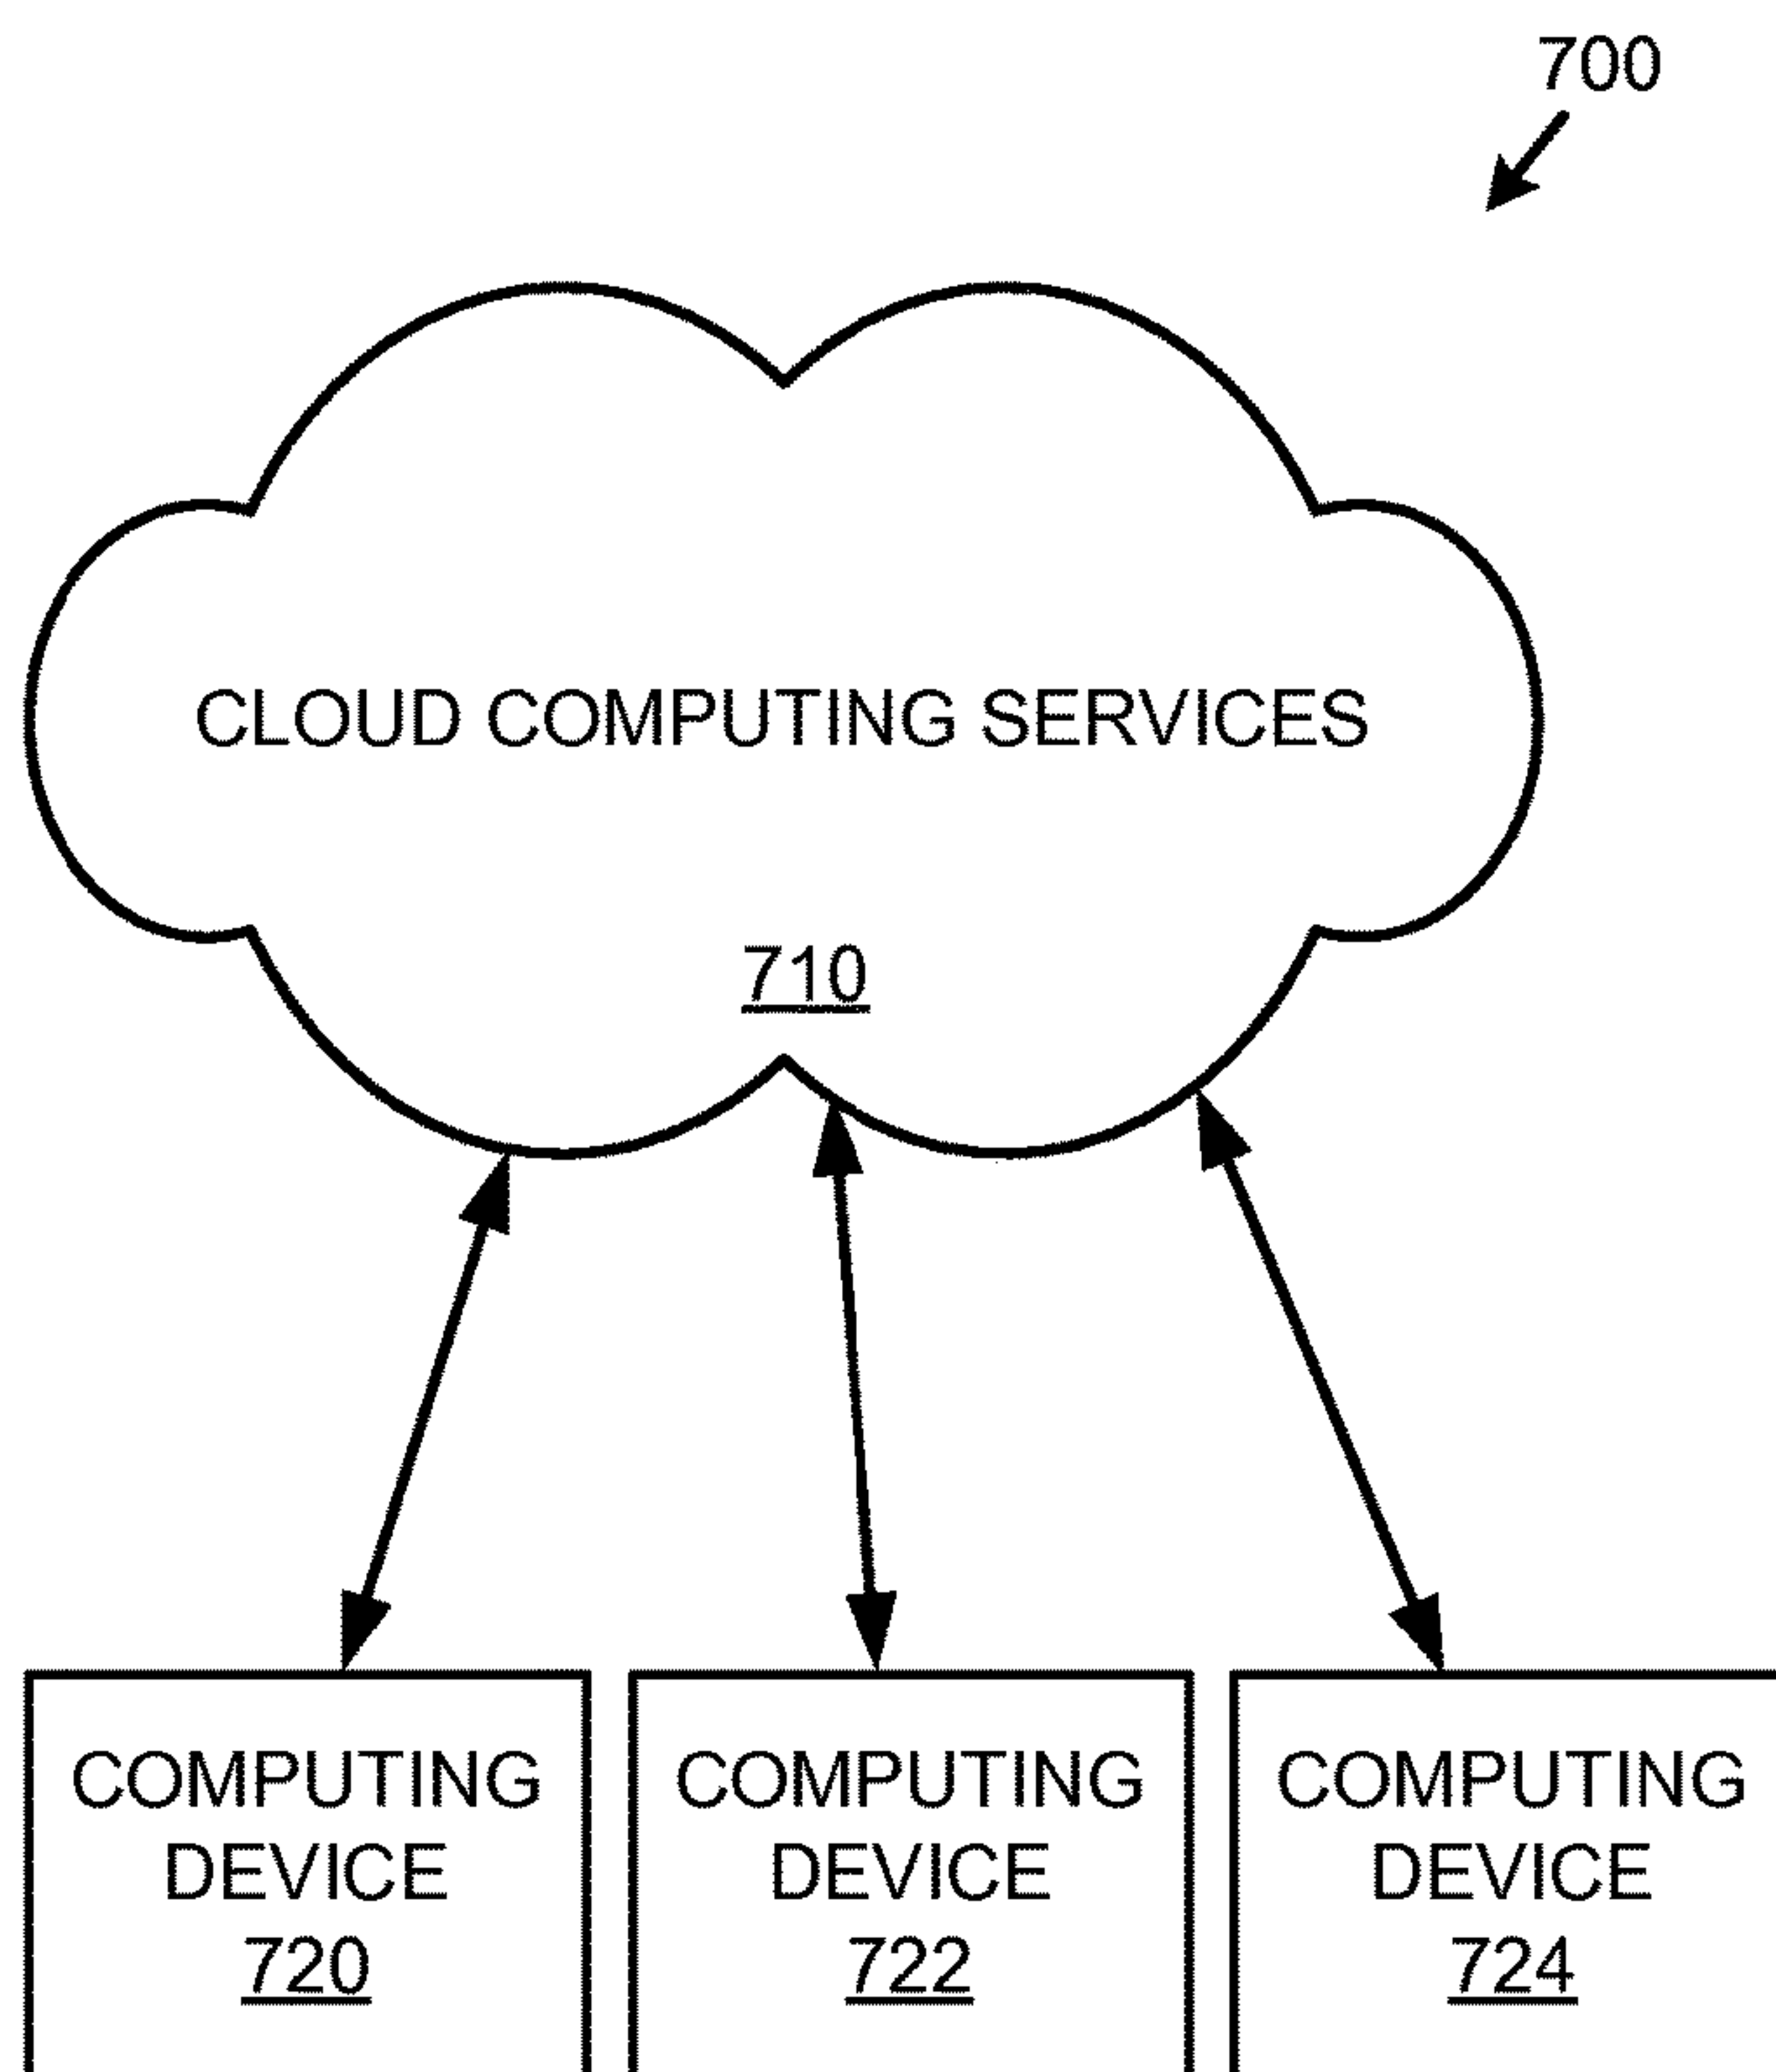 700
CLOUD COMPUTING SERVICES
710
COMPUTING
DEVICE
720
COMPUTING
DEVICE
722
COMPUTING
DEVICE
724